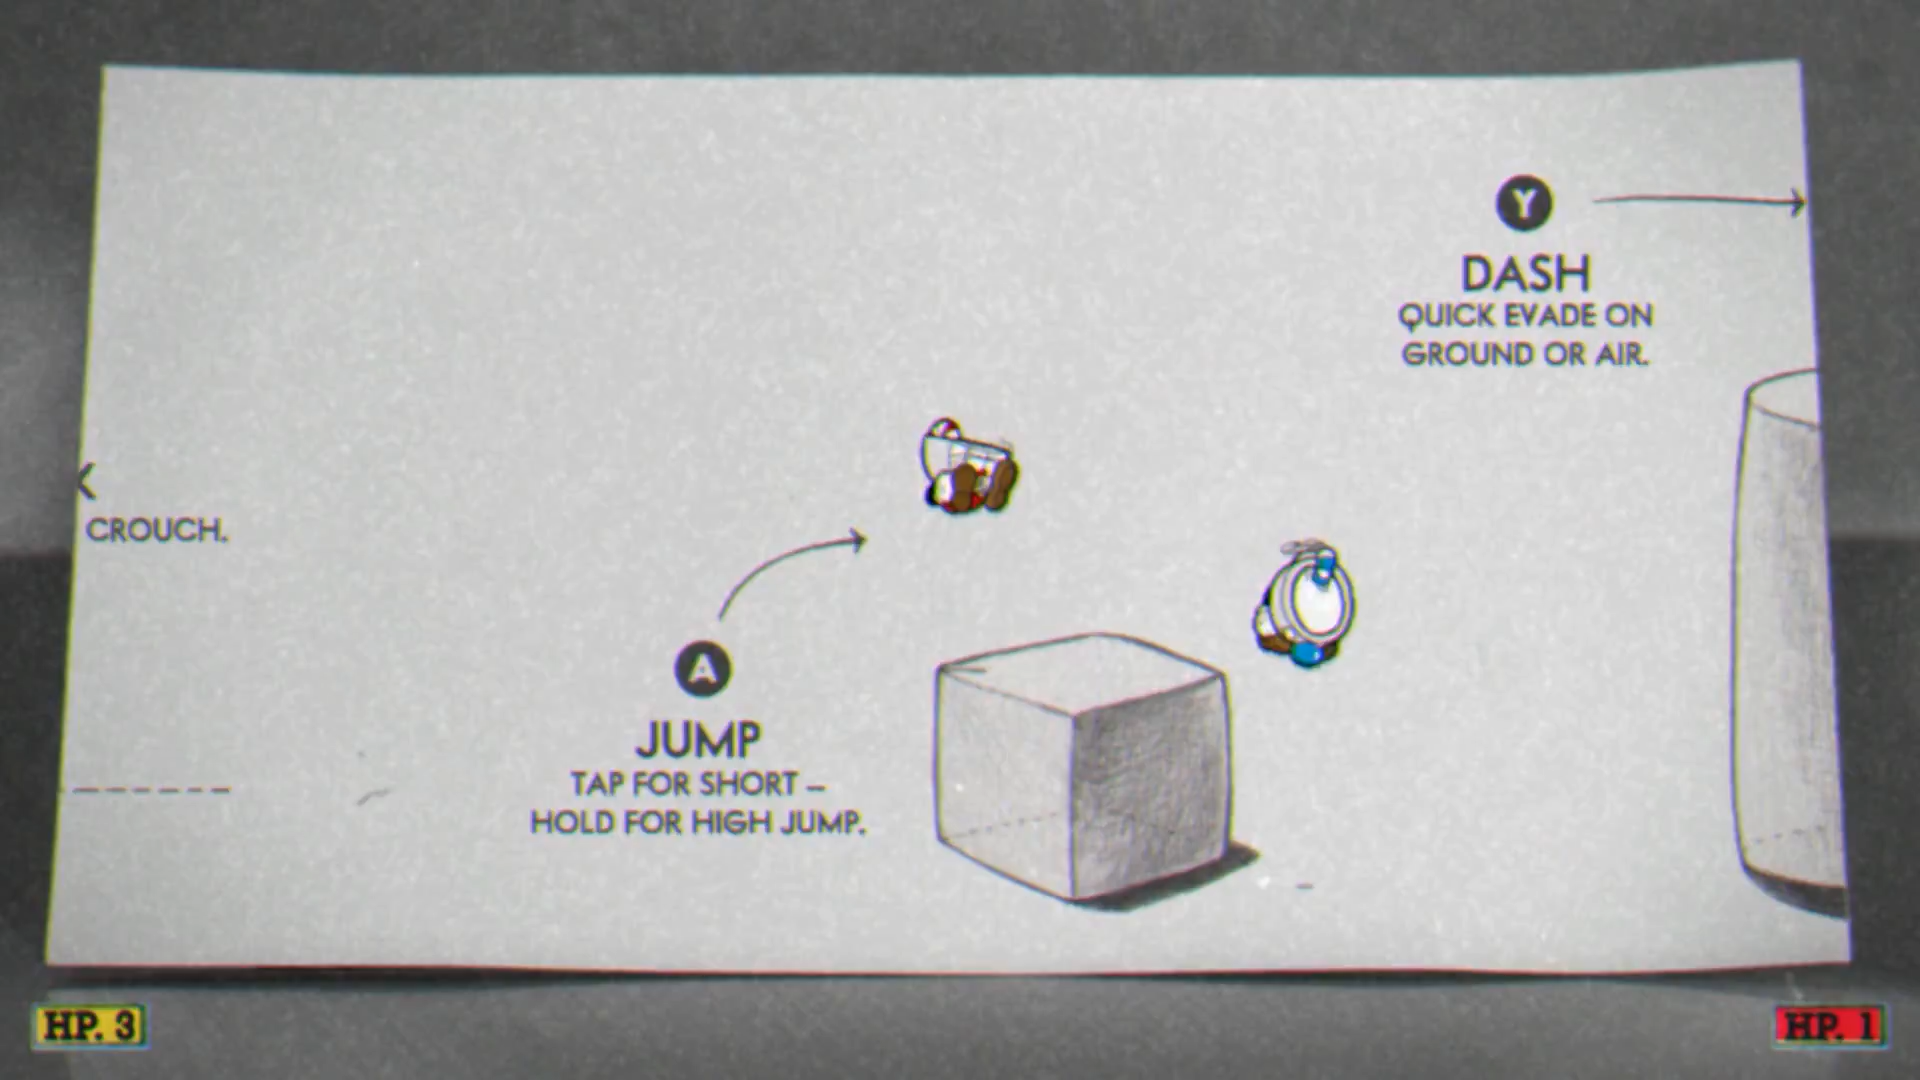 CROUCH.
A
JUMP
TAP FOR SHORT –
HOLD FOR HIGH JUMP.
Y
DASH
QUICK EVADE ON
GROUND OR AIR.
HP. 3
HP. 1